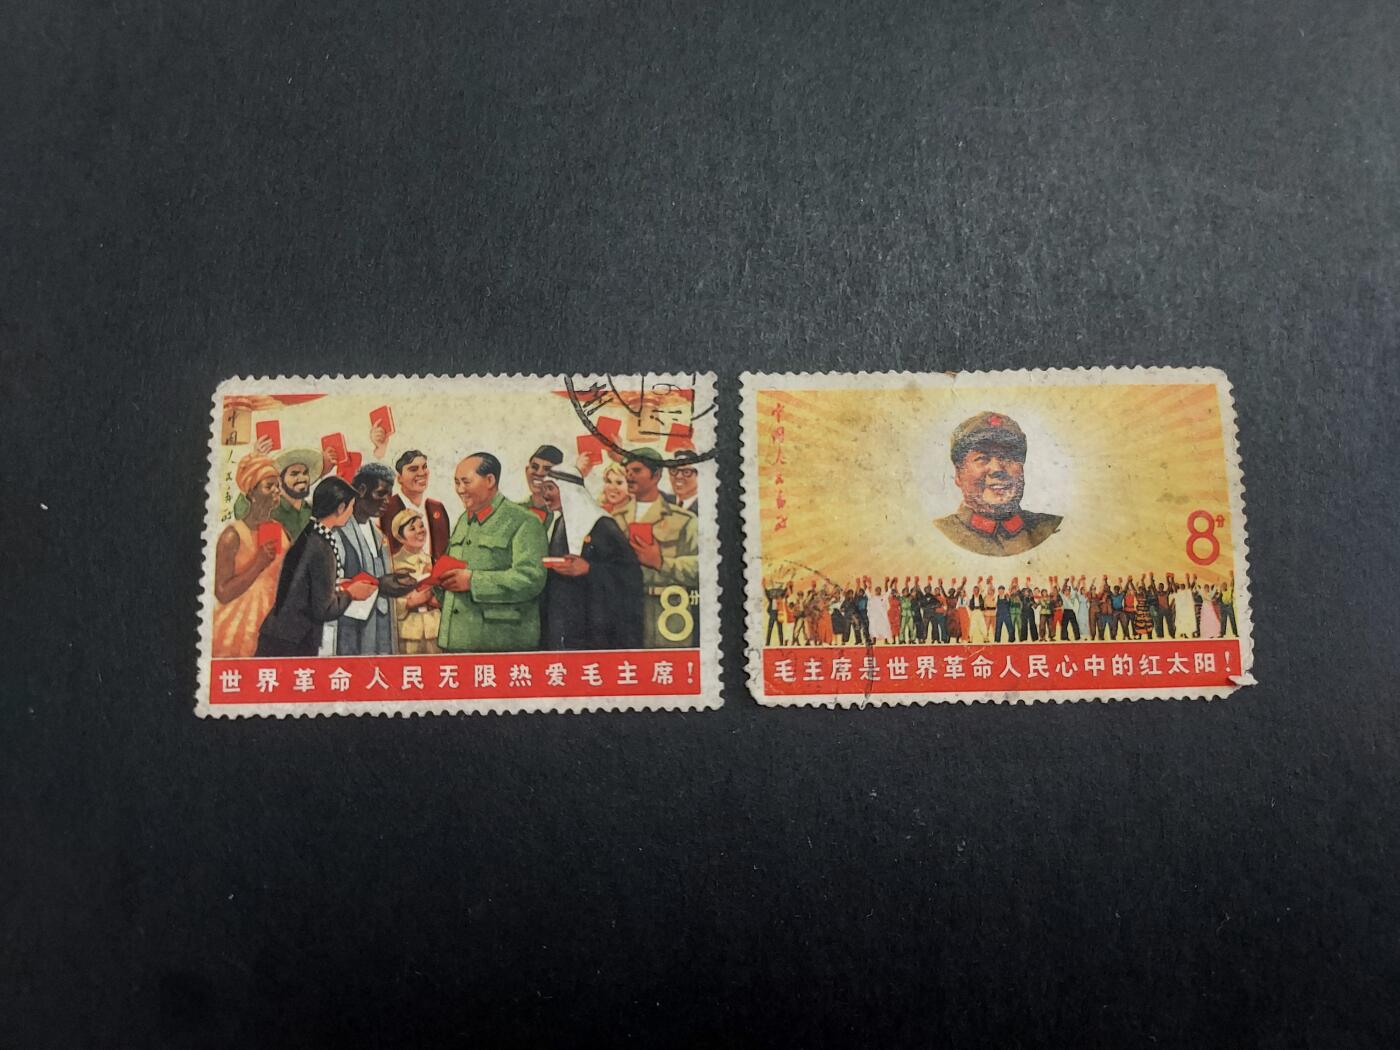 中国人民邮政
8分
世界革命人民无限热爱毛主席!
中国人民邮政
8分
毛主席是世界革命人民心中的红太阳!